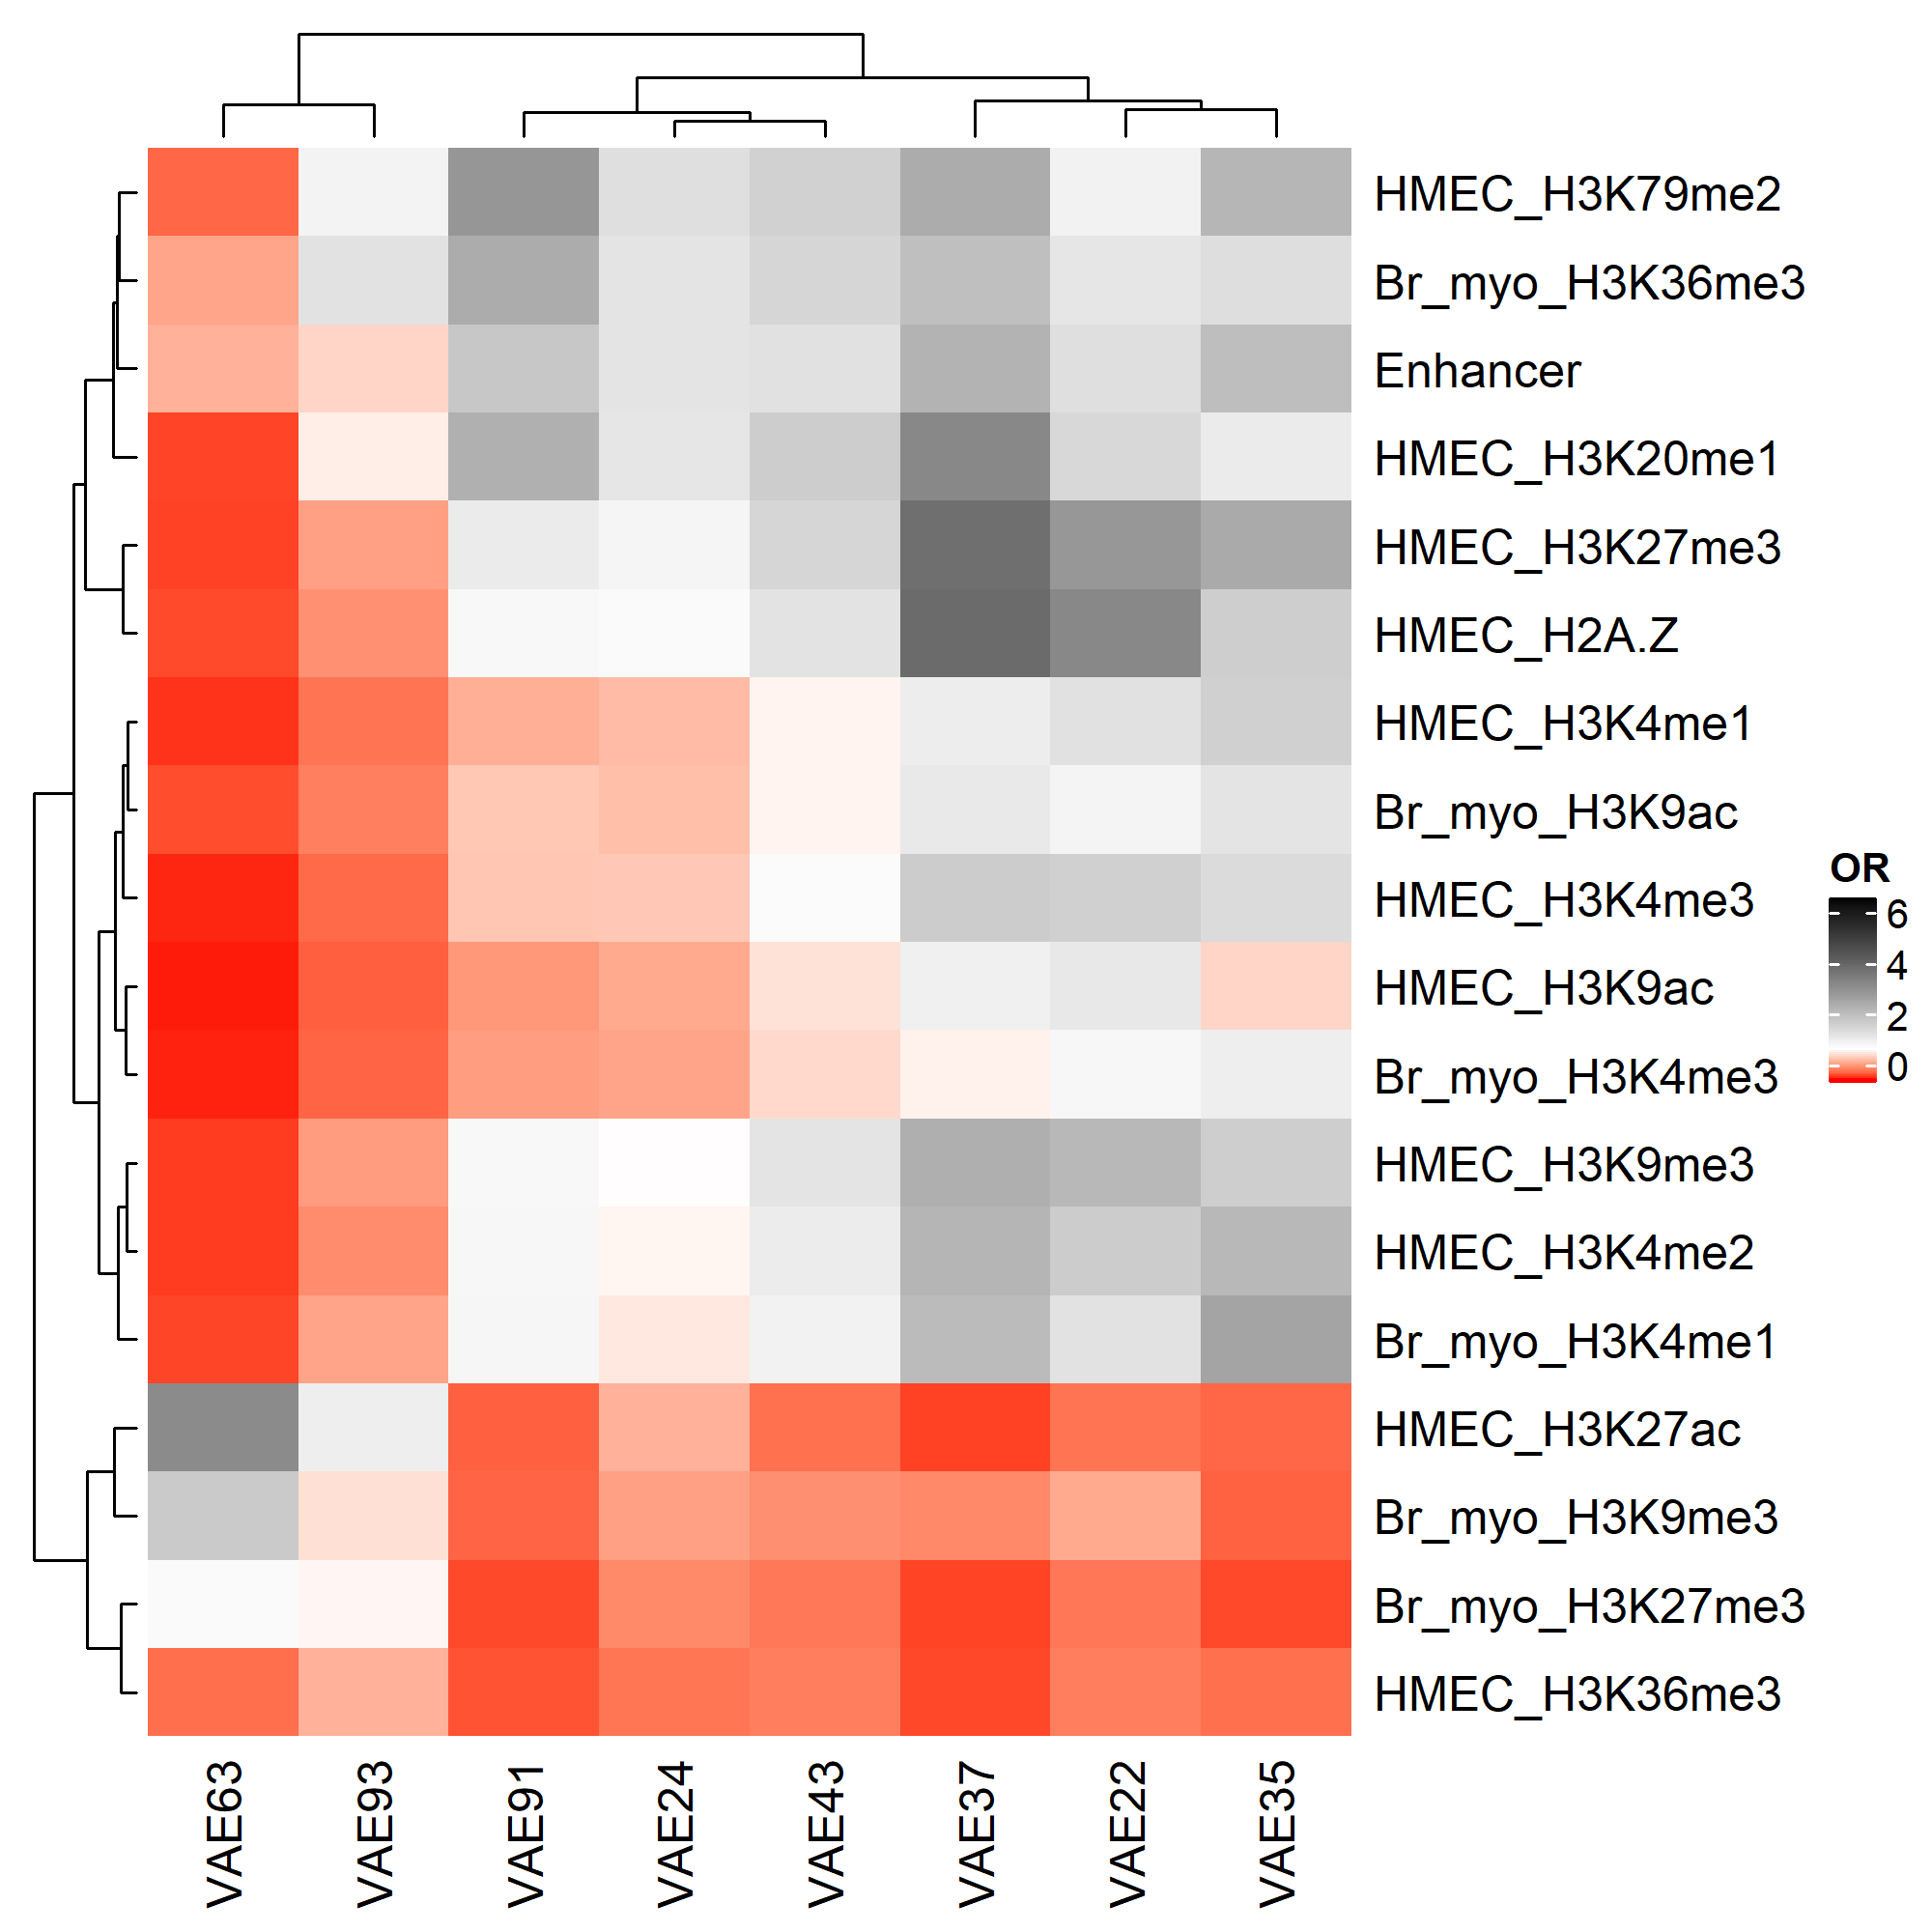 HMEC_H3K79me2
Br_myo_H3K36me3
Enhancer
HMEC_H3K20me1
HMEC_H3K27me3
HMEC_H2A.Z
HMEC_H3K4me1
Br_myo_H3K9ac
HMEC_H3K4me3
HMEC_H3K9ac
Br_myo_H3K4me3
HMEC_H3K9me3
HMEC_H3K4me2
Br_myo_H3K4me1
HMEC_H3K27ac
Br_myo_H3K9me3
Br_myo_H3K27me3
HMEC_H3K36me3
OR
6
4
2
0
VAE63
VAE93
VAE91
VAE24
VAE43
VAE37
VAE22
VAE35